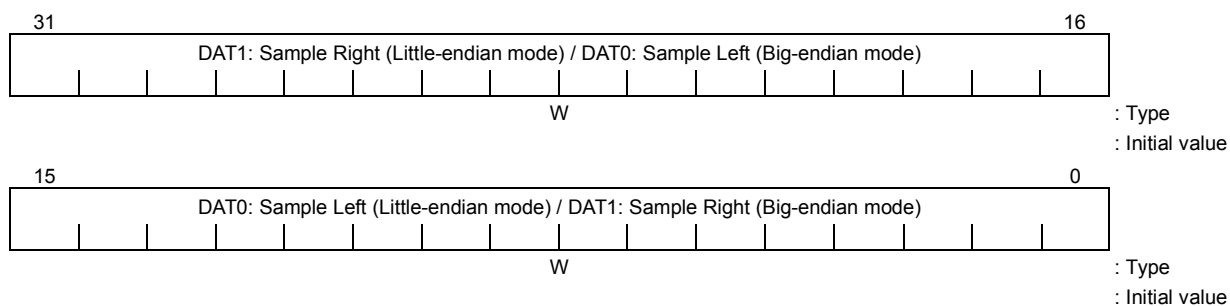 31 16
DAT1: Sample Right (Little-endian mode) / DAT0: Sample Left (Big-endian mode)
W : Type
: Initial value
15 0
DAT0: Sample Left (Little-endian mode) / DAT1: Sample Right (Big-endian mode)
W : Type
: Initial value